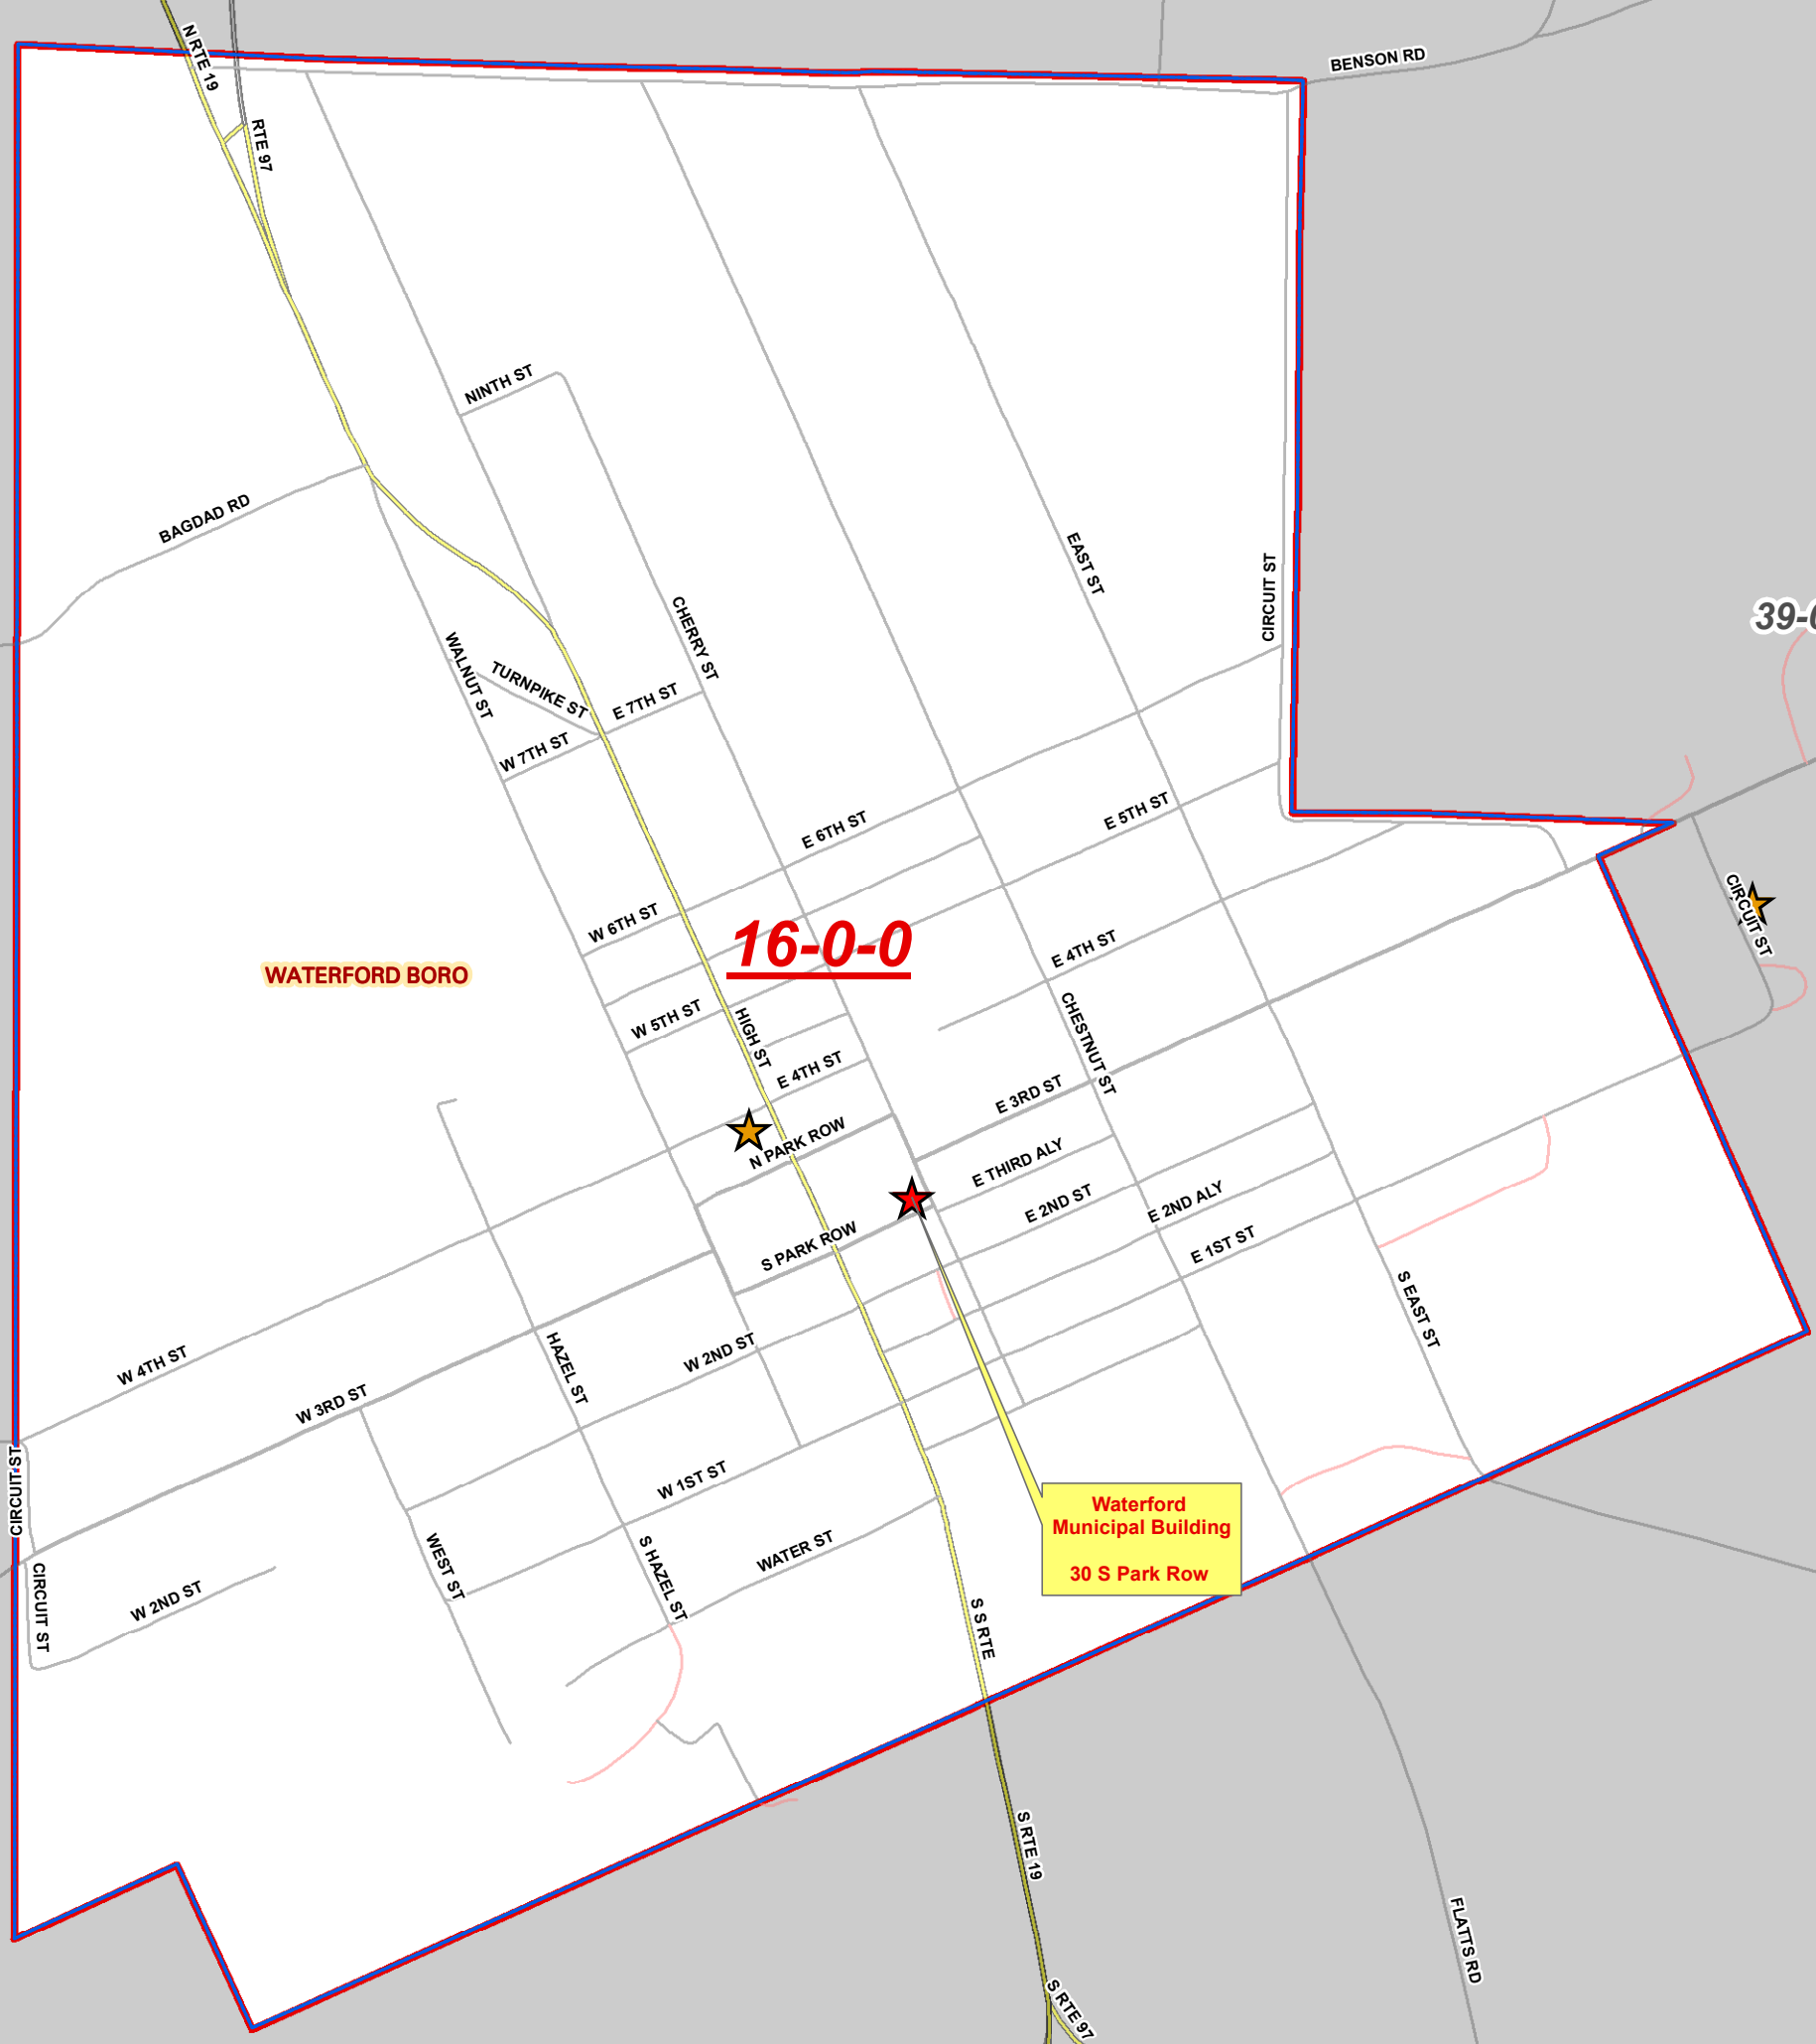 N RTE 19
BENSON RD
RTE 97
NINTH ST
BAGDAD RD
EAST ST
CIRCUIT ST
CHERRY ST
39-0
WALNUT ST
TURNPIKE ST
E 7TH ST
W 7TH ST
E 6TH ST
E 5TH ST
W 6TH ST
16-0-0
CIRCUIT ST
E 4TH ST
WATERFORD BORO
W 5TH ST
HIGH ST
CHESTNUT ST
E 4TH ST
E 3RD ST
N PARK ROW
E THIRD ALY
E 2ND ST
E 2ND ALY
S PARK ROW
E 1ST ST
S EAST ST
W 4TH ST
W 2ND ST
HAZEL ST
W 3RD ST
CIRCUIT ST
W 1ST ST
Waterford
Municipal Building
30 S Park Row
WATER ST
WEST ST
S HAZEL ST
CIRCUIT ST
W 2ND ST
S S RTE
S RTE 19
FLATTS RD
S RTE 97